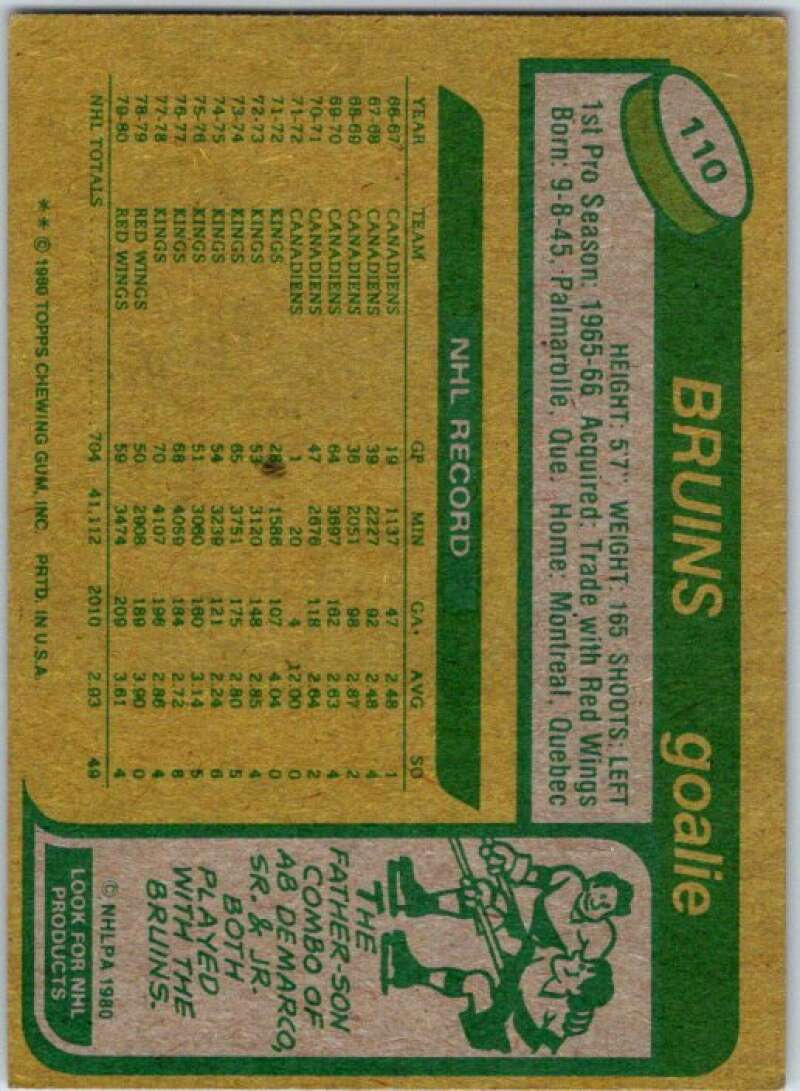 110
BRUINS goalie
HEIGHT: 5'7" WEIGHT: 165 SHOOTS: LEFT
1st Pro Season: 1965-66 Acquired: Trade with Red Wings
Born: 9-8-45, Palmarolle, Que. Home: Montreal, Quebec
NHL RECORD
YEAR TEAM GP MIN GA. AVG SO
66-67 CANADIENS 19 1137 47 2.48 1
67-68 CANADIENS 39 2227 92 2.48 4
68-69 CANADIENS 36 2051 98 2.87 2
69-70 CANADIENS 64 3697 162 2.63 4
70-71 CANADIENS 47 2676 118 2.64 2
71-72 CANADIENS 1 20 4 12.00 0
71-72 KINGS 28 1586 107 4.04 0
72-73 KINGS 53 3120 148 2.85 4
73-74 KINGS 65 3751 175 2.80 5
74-75 KINGS 54 3239 121 2.24 6
75-76 KINGS 51 3060 160 3.14 5
76-77 KINGS 68 4059 184 2.72 8
77-78 KINGS 70 4107 196 2.86 4
78-79 RED WINGS 50 2908 189 3.90 0
79-80 RED WINGS 59 3474 209 3.61 4
NHL TOTALS 704 41,112 2010 2.93 49
** © 1980 TOPPS CHEWING GUM, INC. PRTD. IN U.S.A.
THE
FATHER-SON
COMBO OF
AB DEMARCO,
SR. & JR.
BOTH
PLAYED
WITH THE
BRUINS.
© NHLPA 1980
LOOK FOR NHL
PRODUCTS